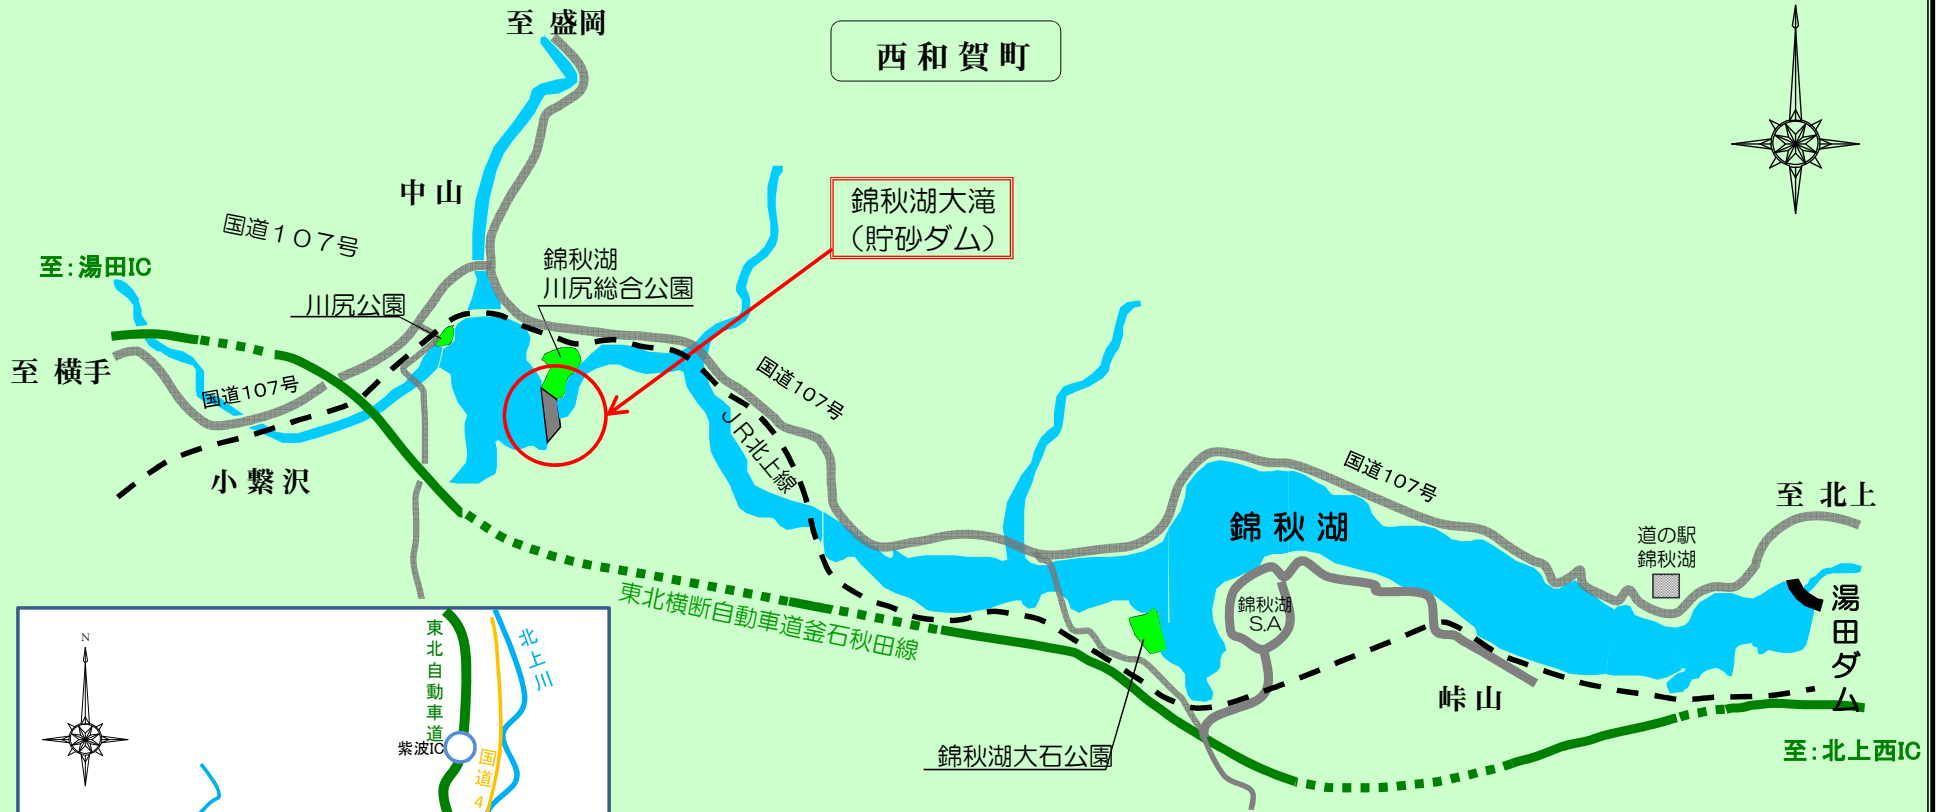 至 盛岡
西和賀町
中山
国道107号
錦秋湖大滝
（貯砂ダム）
至：湯田IC
川尻公園
錦秋湖
川尻総合公園
至 横手
国道107号
国道107号
JR北上線
小繋沢
国道107号
錦秋湖
至 北上
道の駅
錦秋湖
湯田ダム
東北横断自動車道釜石秋田線
錦秋湖
S.A
峠山
錦秋湖大石公園
至：北上西IC
N
東北自動車道
北上川
紫波IC
国道4